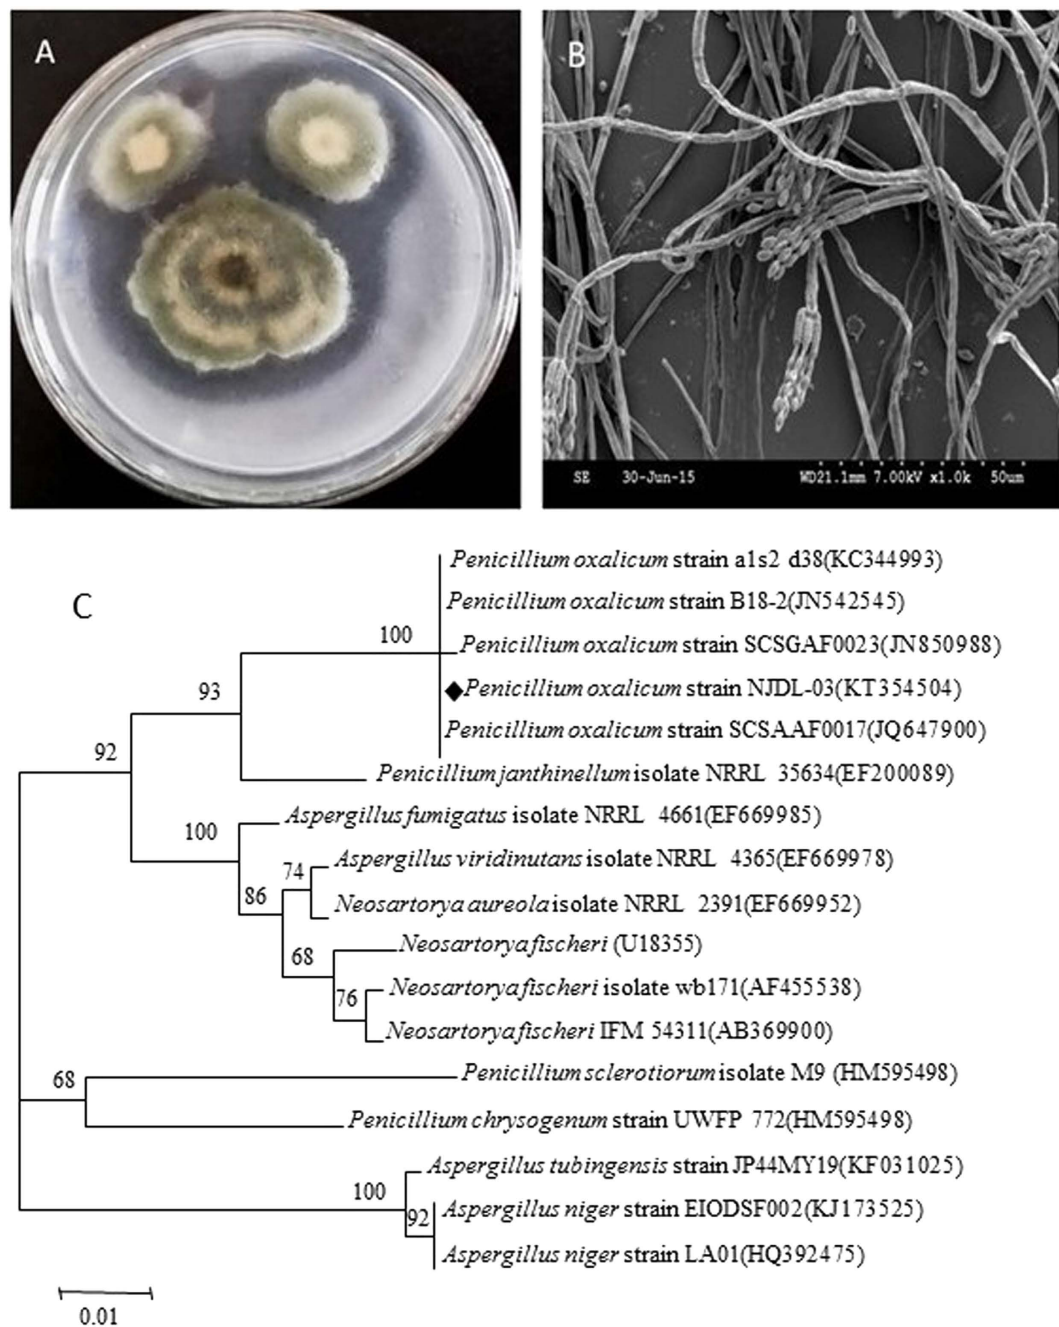 A
B
SE 30-Jun-15 WD21.1mm 7.00kV x1.0k 50um
C
Penicillium oxalicum strain a1s2 d38(KC344993)
Penicillium oxalicum strain B18-2(JN542545)
100
Penicillium oxalicum strain SCSGAF0023(JN850988)
93
Penicillium oxalicum strain NJDL-03(KT354504)
Penicillium oxalicum strain SCSAAF0017(JQ647900)
92
Penicillium janthinellum isolate NRRL 35634(EF200089)
Aspergillus fumigatus isolate NRRL 4661(EF669985)
100
Aspergillus viridinutans isolate NRRL 4365(EF669978)
74
86
Neosartorya aureola isolate NRRL 2391(EF669952)
Neosartorya fischeri (U18355)
68
Neosartorya fischeri isolate wb171(AF455538)
76
Neosartorya fischeri IFM 54311(AB369900)
Penicillium sclerotiorum isolate M9 (HM595498)
68
Penicillium chrysogenum strain UWFP 772(HM595498)
Aspergillus tubingensis strain JP44MY19(KF031025)
100
Aspergillus niger strain EIODSF002(KJ173525)
92
Aspergillus niger strain LA01(HQ392475)
0.01